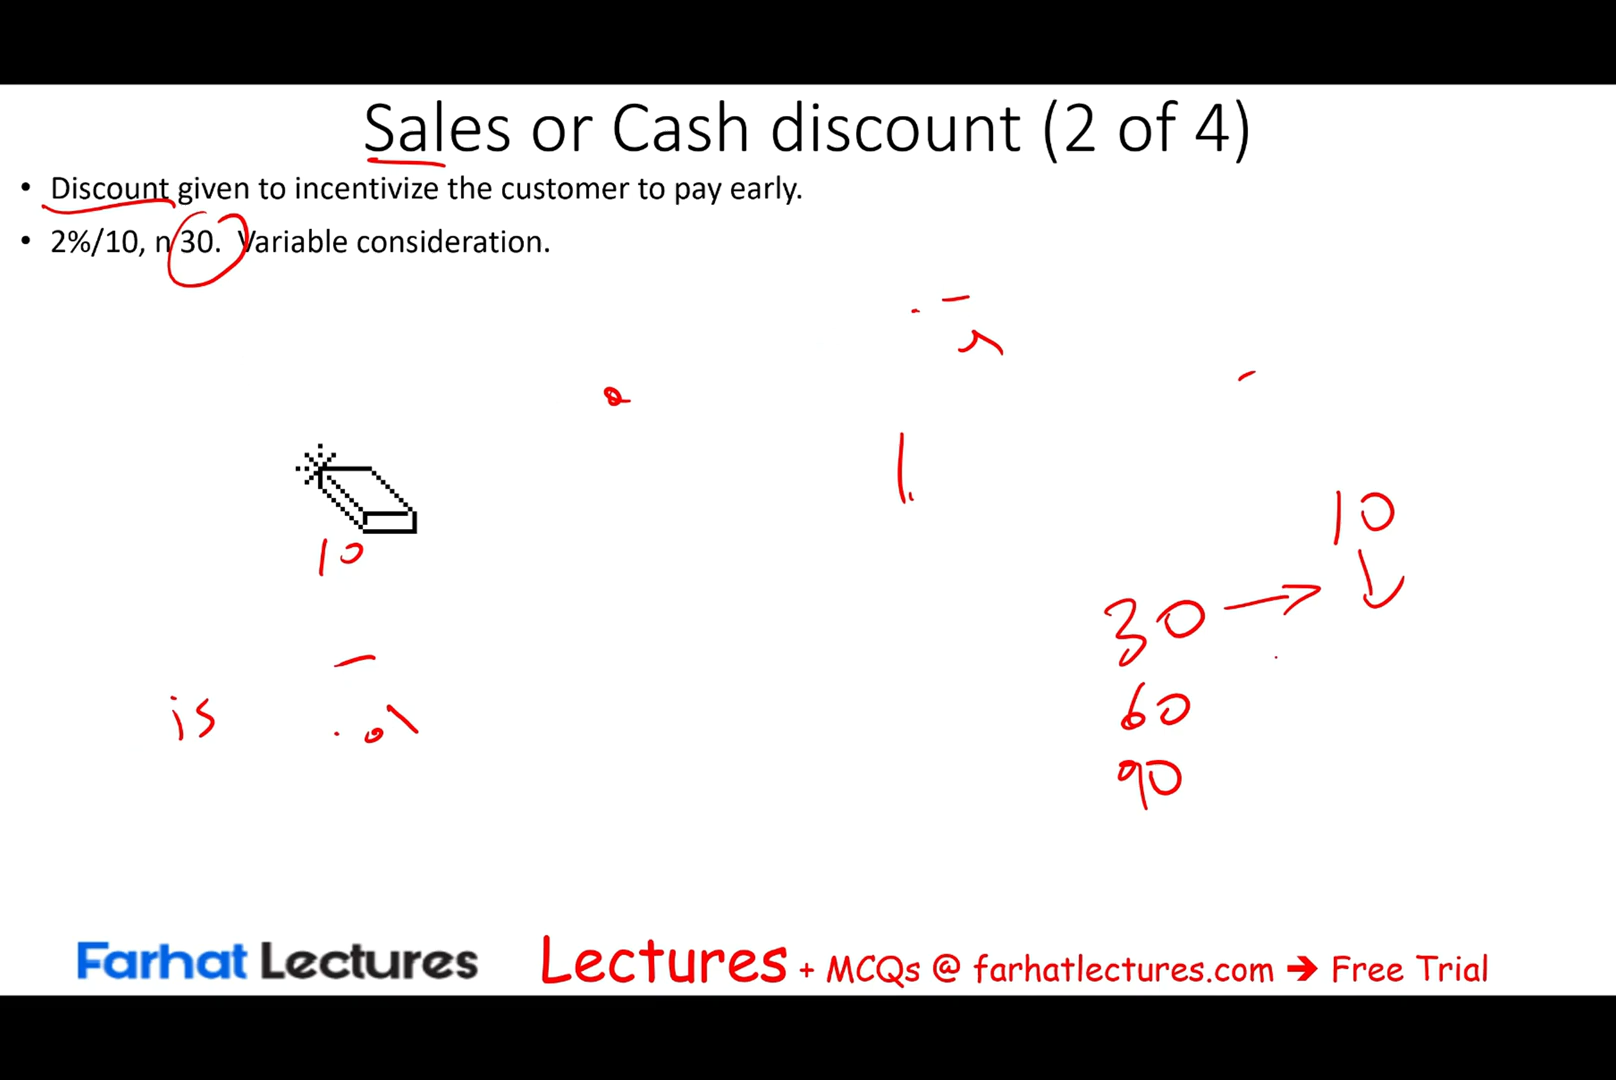 Sales or Cash discount (2 of 4)
• Discount given to incentivize the customer to pay early.
• 2%/10, n/30. Variable consideration.
10
10
30
60
is
90
Farhat Lectures
Lectures + MCQs @ farhatlectures.com → Free Trial